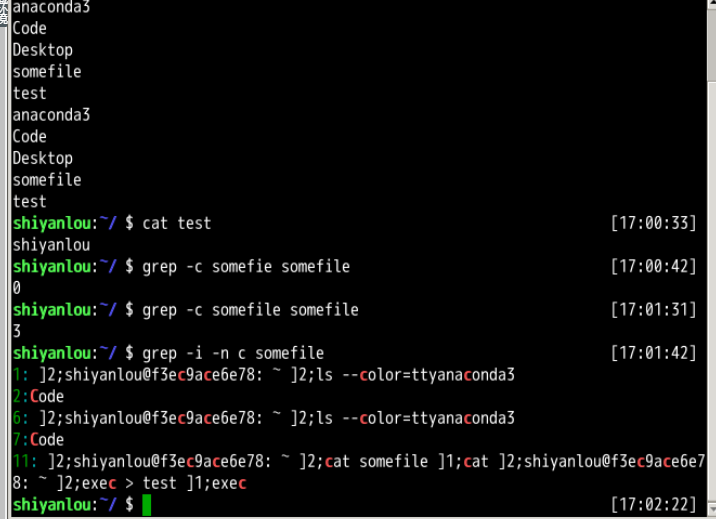 anaconda3
Code
Desktop
somefile
test
anaconda3
Code
Desktop
somefile
test
shiyanlou:~/ $ cat test [17:00:33]
shiyanlou
shiyanlou:~/ $ grep -c somefie somefile [17:00:42]
0
shiyanlou:~/ $ grep -c somefile somefile [17:01:31]
3
shiyanlou:~/ $ grep -i -n c somefile [17:01:42]
1: ]2;shiyanlou@f3ec9ace6e78: ~ ]2;ls --color=ttyanaconda3
2:Code
6: ]2;shiyanlou@f3ec9ace6e78: ~ ]2;ls --color=ttyanaconda3
7:Code
11: ]2;shiyanlou@f3ec9ace6e78: ~ ]2;cat somefile ]1;cat ]2;shiyanlou@f3ec9ace6e7
8: ~ ]2;exec > test ]1;exec
shiyanlou:~/ $ [17:02:22]